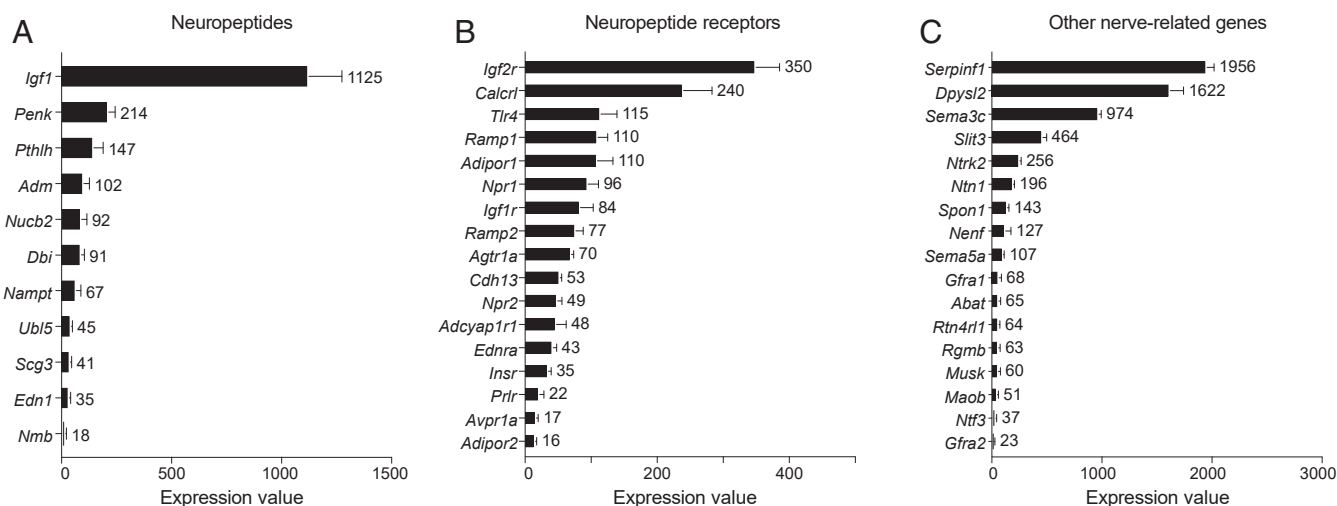 A
Neuropeptides
Igf1 1125
Penk 214
Pthlh 147
Adm 102
Nucb2 92
Dbi 91
Nampt 67
Ubl5 45
Scg3 41
Edn1 35
Nmb 18
0 500 1000 1500
Expression value
B
Neuropeptide receptors
Igf2r 350
Calcrl 240
Tlr4 115
Ramp1 110
Adipor1 110
Npr1 96
Igf1r 84
Ramp2 77
Agtr1a 70
Cdh13 53
Npr2 49
Adcyap1r1 48
Ednra 43
Insr 35
Prlr 22
Avpr1a 17
Adipor2 16
0 200 400
Expression value
C
Other nerve-related genes
Serpinf1 1956
Dpysl2 1622
Sema3c 974
Slit3 464
Ntrk2 256
Ntn1 196
Spon1 143
Nenf 127
Sema5a 107
Gfra1 68
Abat 65
Rtn4rl1 64
Rgmb 63
Musk 60
Maob 51
Ntf3 37
Gfra2 23
0 1000 2000 3000
Expression value